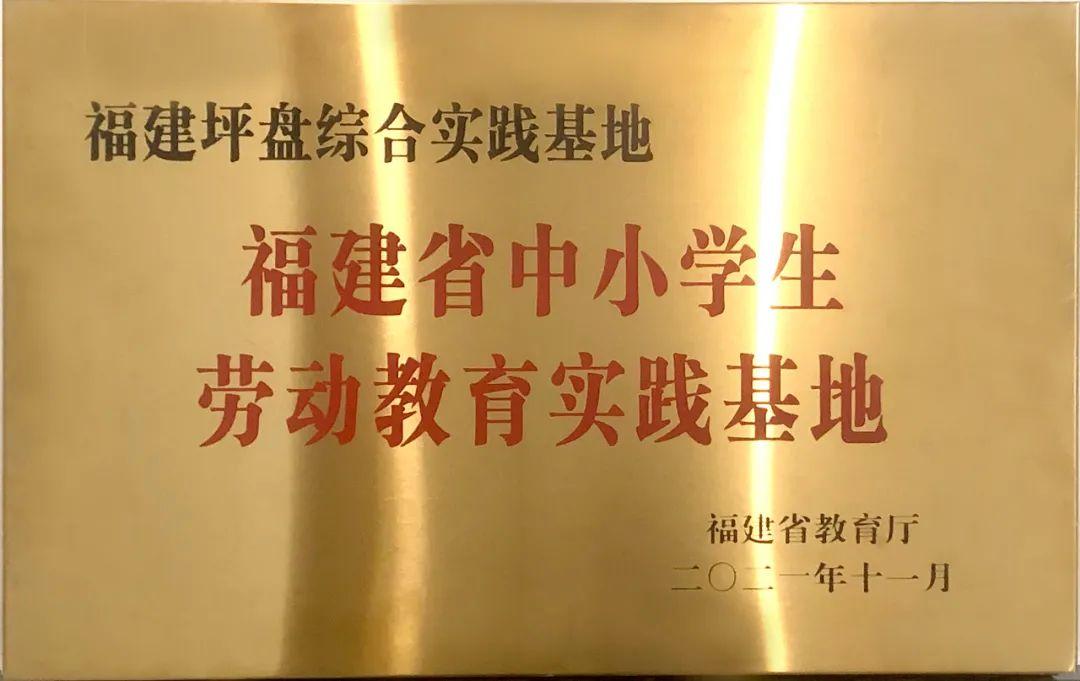 福建坪盘综合实践基地
福建省中小学生
劳动教育实践基地
福建省教育厅
二〇二一年十一月